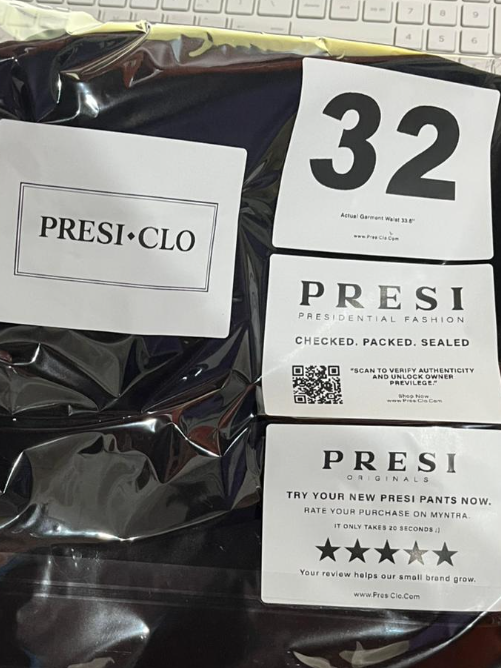 PRESI◆CLO
32
Actual Garment Waist 33.6"
www.Presi-Clo.Com
PRESI
PRESIDENTIAL FASHION
CHECKED. PACKED. SEALED
"SCAN TO VERIFY AUTHENTICITY
AND UNLOCK OWNER
PREVILEGE."
Shop Now
www.Presi-Clo.Com
PRESI
ORIGINALS
TRY YOUR NEW PRESI PANTS NOW.
RATE YOUR PURCHASE ON MYNTRA.
IT ONLY TAKES 20 SECONDS ;)
Your review helps our small brand grow.
www.Presi-Clo.Com